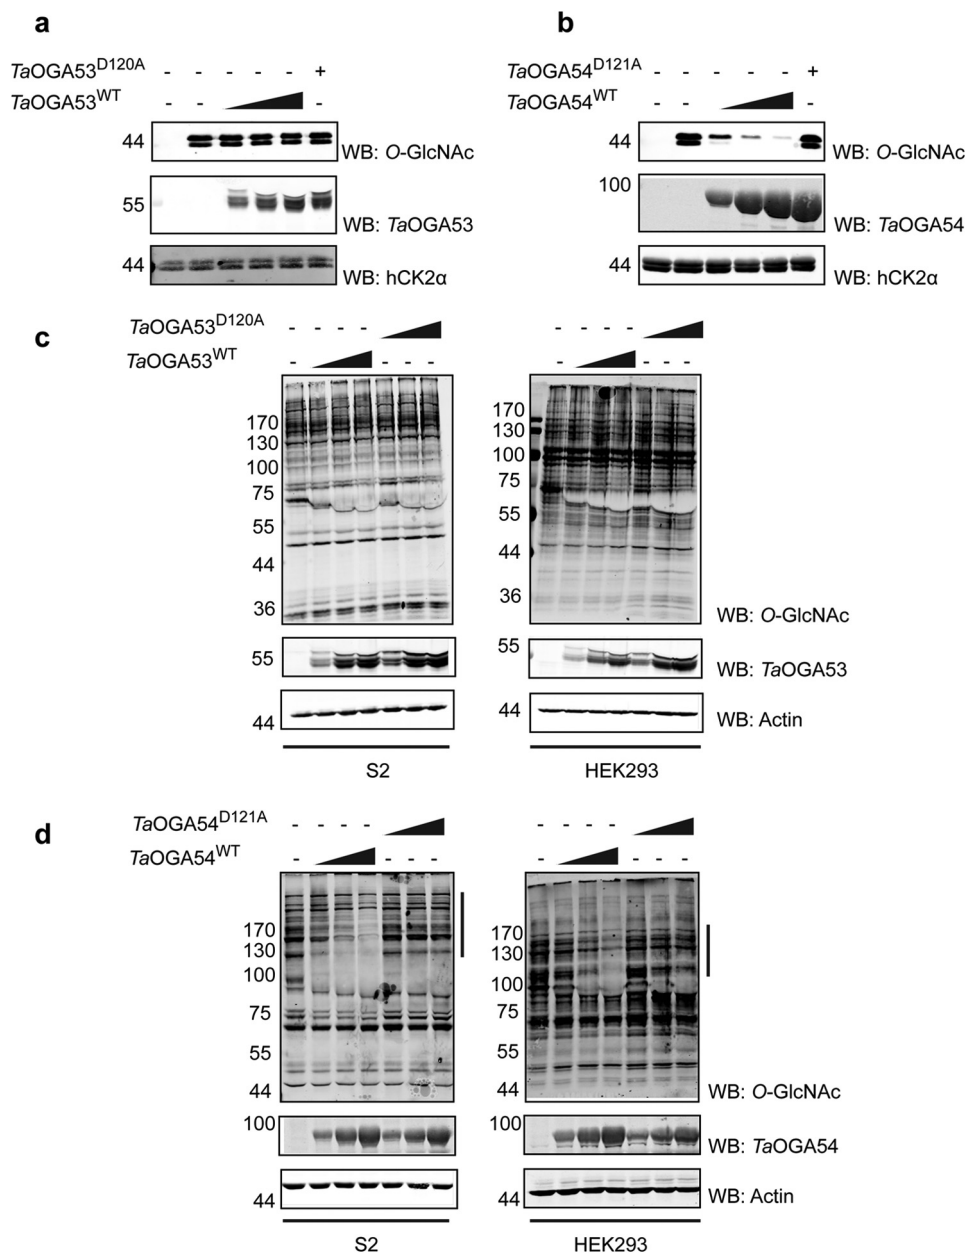 a
TaOGA53D120A - - - - - +
TaOGA53WT - - -
44
WB: O-GlcNAc
55
WB: TaOGA53
44
WB: hCK2α
b
TaOGA54D121A - - - - - +
TaOGA54WT - - -
44
WB: O-GlcNAc
100
WB: TaOGA54
44
WB: hCK2α
c
TaOGA53D120A - - - - - - - -
TaOGA53WT - - - - - - - -
170
130
100
75
55
44
36
170
130
100
75
55
44
36
WB: O-GlcNAc
55
55
WB: TaOGA53
44
44
WB: Actin
S2
HEK293
d
TaOGA54D121A - - - - - - - -
TaOGA54WT - - - - - - - -
170
130
100
75
55
44
170
130
100
75
55
44
WB: O-GlcNAc
100
100
WB: TaOGA54
44
44
WB: Actin
S2
HEK293